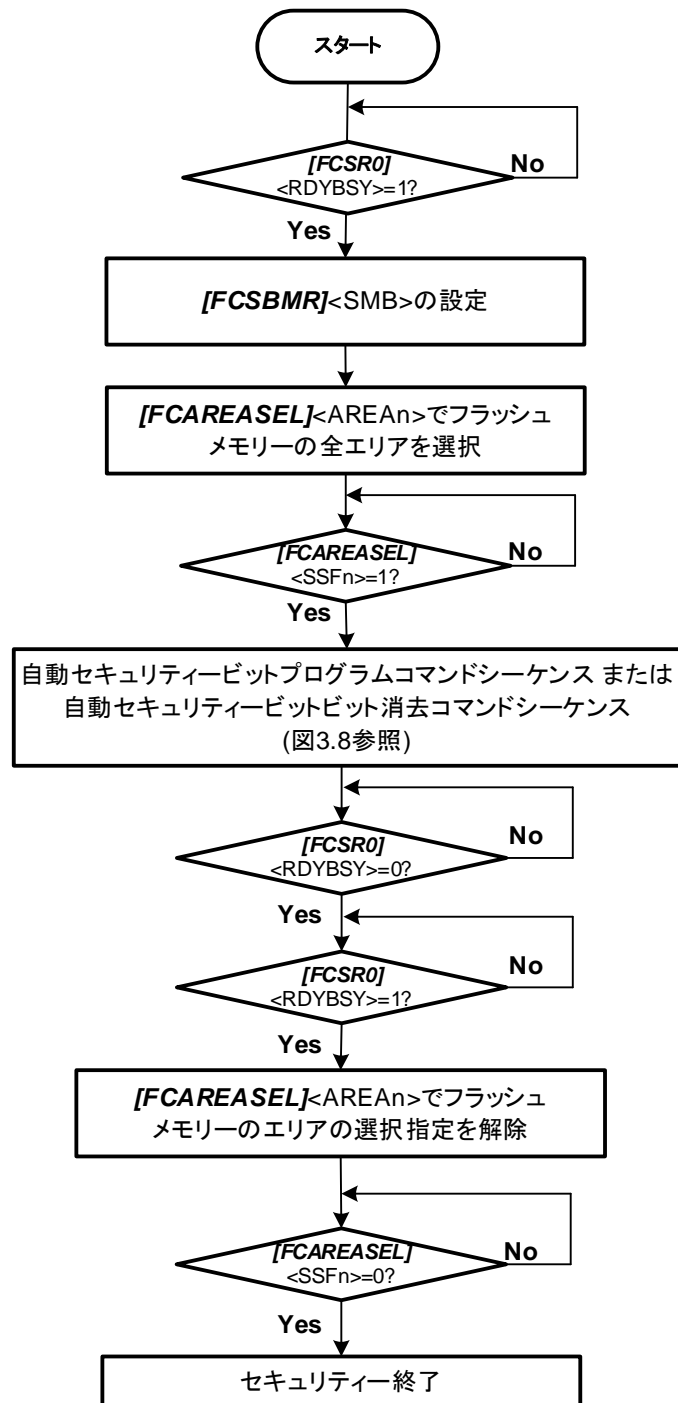 スタート
[FCSR0]
<RDYBSY>=1?
No
Yes
[FCSBMR]<SMB>の設定
[FCAREASEL]<AREAn>でフラッシュ
メモリーの全エリアを選択
[FCAREASEL]
<SSFn>=1?
No
Yes
自動セキュリティービットプログラムコマンドシーケンス または
自動セキュリティービットビット消去コマンドシーケンス
(図3.8参照)
[FCSR0]
<RDYBSY>=0?
No
Yes
[FCSR0]
<RDYBSY>=1?
No
Yes
[FCAREASEL]<AREAn>でフラッシュ
メモリーのエリアの選択指定を解除
[FCAREASEL]
<SSFn>=0?
No
Yes
セキュリティー終了